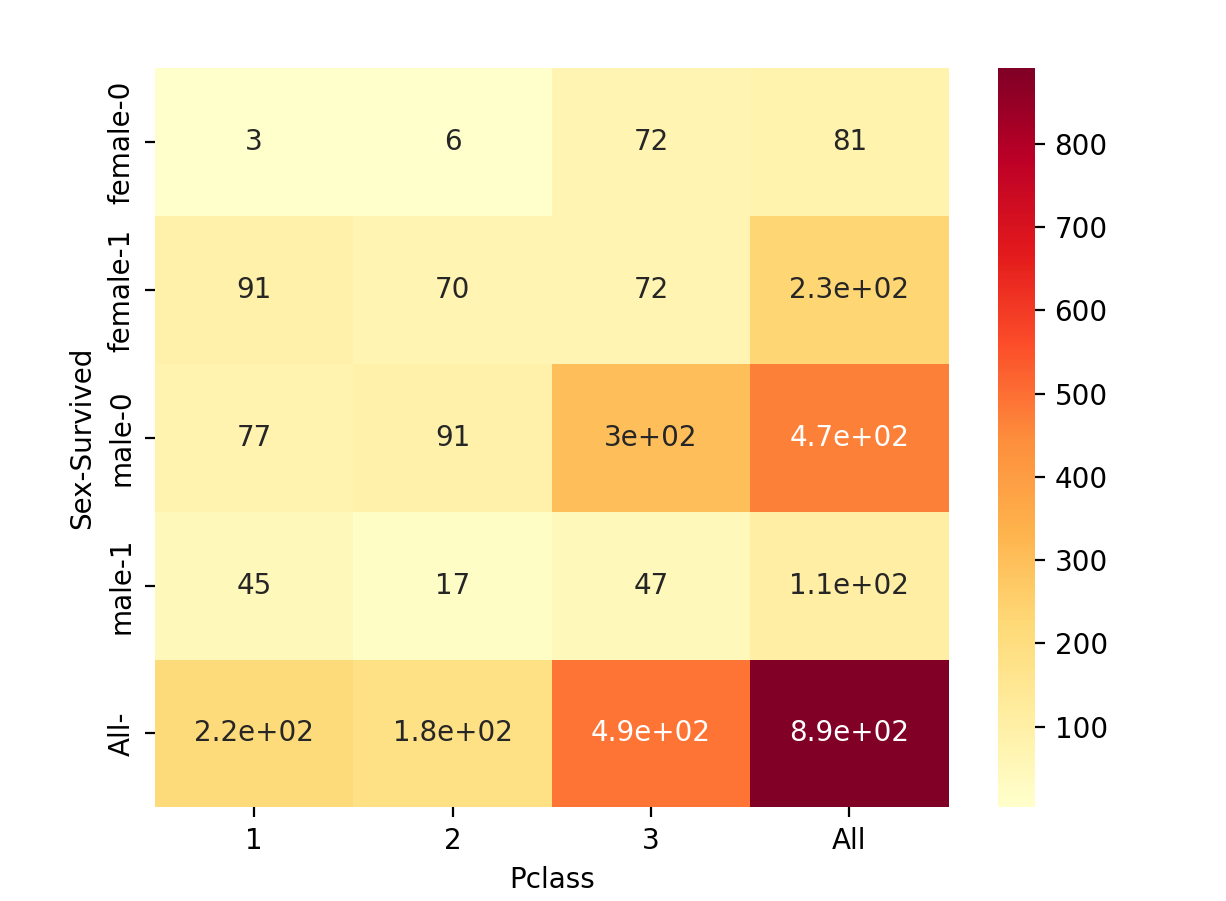 3 6 72 81
91 70 72 2.3e+02
77 91 3e+02 4.7e+02
45 17 47 1.1e+02
2.2e+02 1.8e+02 4.9e+02 8.9e+02
female-0
female-1
male-0
male-1
All-
Sex-Survived
1 2 3 All
Pclass
800
700
600
500
400
300
200
100